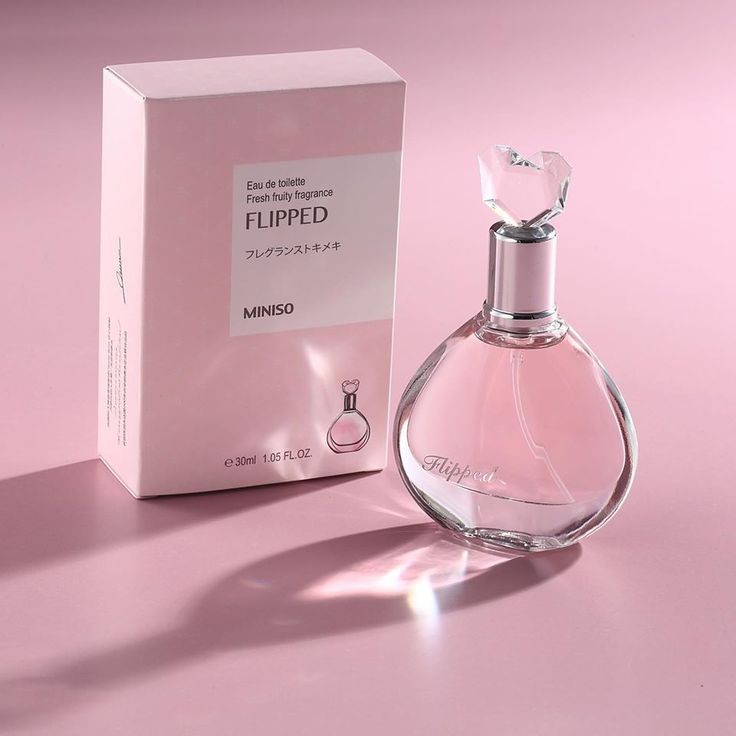 Eau de toilette
Fresh fruity fragrance
FLIPPED
フレグランストキメキ
MINISO
℮30ml 1.05 FL.OZ.
Flipped